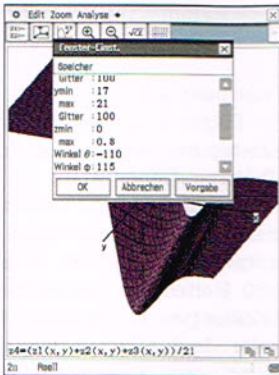 Edit Zoom Analyse
Fenster-Einst.
Speicher
Gitter :100
ymin :17
max :21
Gitter :100
zmin :0
max :0.8
Winkel θ:-110
Winkel φ:115
OK Abbrechen Vorgabe
y
z4=(z1(x,y)+z2(x,y)+z3(x,y))/21
2π Reell